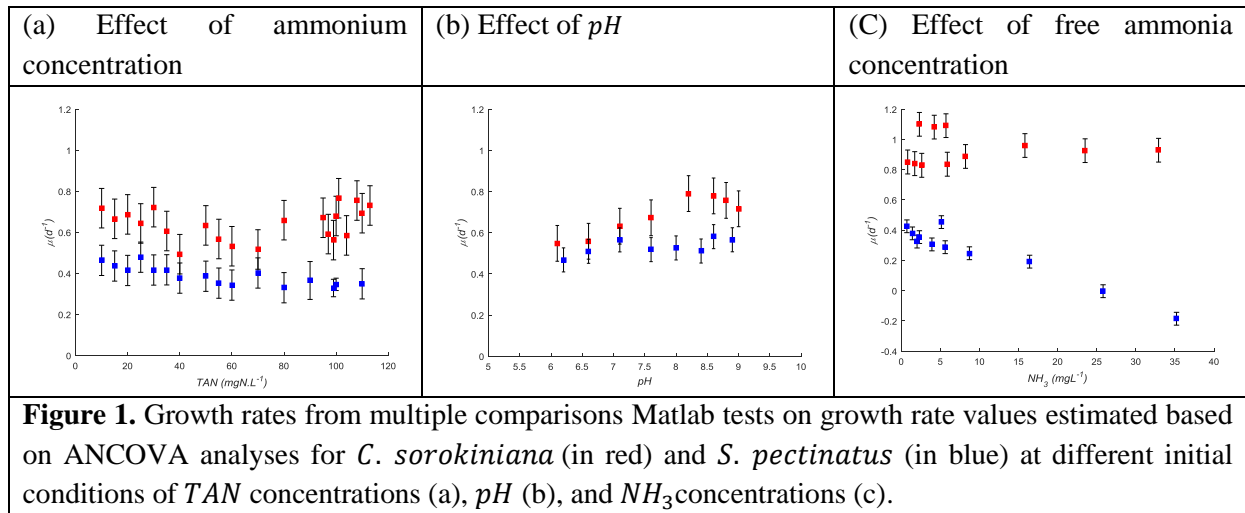 (a) Effect of ammonium
concentration
(b) Effect of pH
(C) Effect of free ammonia
concentration
1.2
1
0.8
0.6
0.4
0.2
0
μ(d⁻¹)
0 20 40 60 80 100 120
TAN (mgN.L⁻¹)
1.2
1
0.8
0.6
0.4
0.2
0
μ(d⁻¹)
5 5.5 6 6.5 7 7.5 8 8.5 9 9.5 10
pH
1.2
1
0.8
0.6
0.4
0.2
0
-0.2
-0.4
μ(d⁻¹)
0 5 10 15 20 25 30 35 40
NH₃ (mgL⁻¹)
Figure 1. Growth rates from multiple comparisons Matlab tests on growth rate values estimated based
on ANCOVA analyses for C. sorokiniana (in red) and S. pectinatus (in blue) at different initial
conditions of TAN concentrations (a), pH (b), and NH₃concentrations (c).